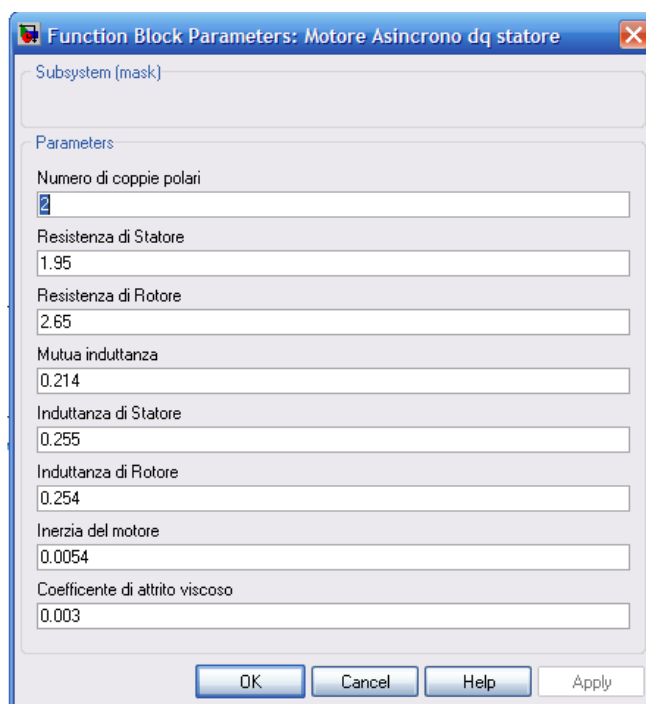 Function Block Parameters: Motore Asincrono dq statore
Subsystem (mask)
Parameters
Numero di coppie polari
2
Resistenza di Statore
1.95
Resistenza di Rotore
2.65
Mutua induttanza
0.214
Induttanza di Statore
0.255
Induttanza di Rotore
0.254
Inerzia del motore
0.0054
Coefficente di attrito viscoso
0.003
OK Cancel Help Apply